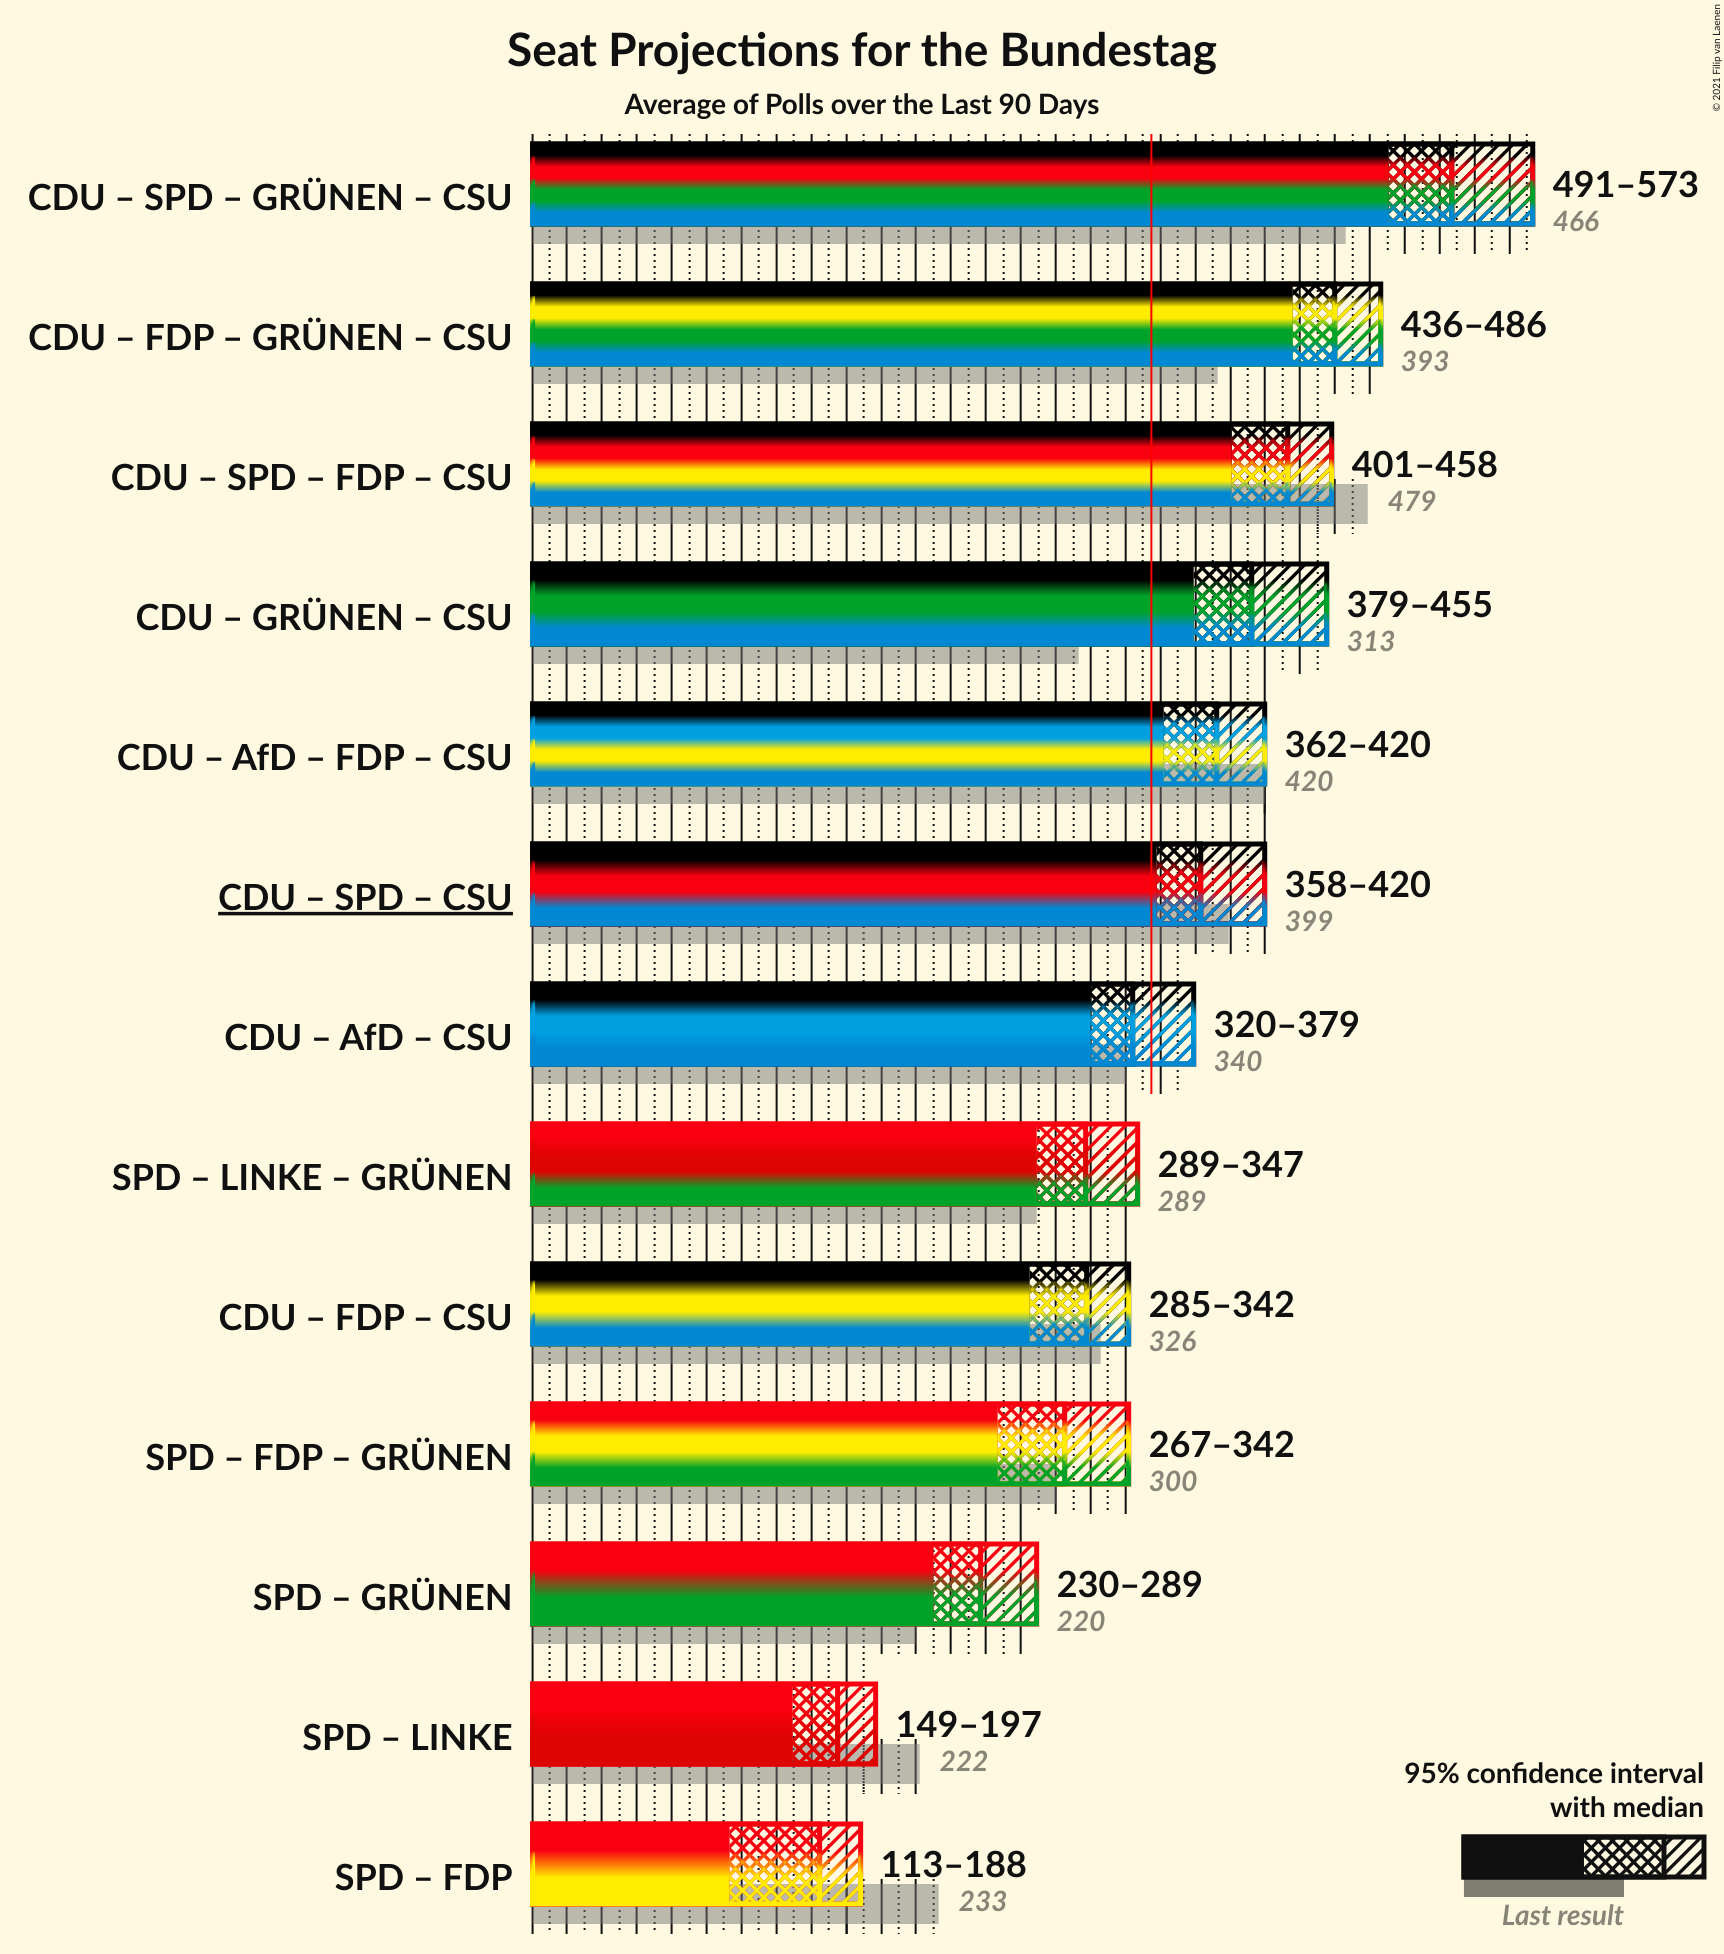 Seat Projections for the Bundestag
Average of Polls over the Last 90 Days
© 2021 Filip van Laenen
CDU – SPD – GRÜNEN – CSU
491–573
466
CDU – FDP – GRÜNEN – CSU
436–486
393
CDU – SPD – FDP – CSU
401–458
479
CDU – GRÜNEN – CSU
379–455
313
CDU – AfD – FDP – CSU
362–420
420
CDU – SPD – CSU
358–420
399
CDU – AfD – CSU
320–379
340
SPD – LINKE – GRÜNEN
289–347
289
CDU – FDP – CSU
285–342
326
SPD – FDP – GRÜNEN
267–342
300
SPD – GRÜNEN
230–289
220
SPD – LINKE
149–197
222
SPD – FDP
113–188
233
95% confidence interval
with median
Last result